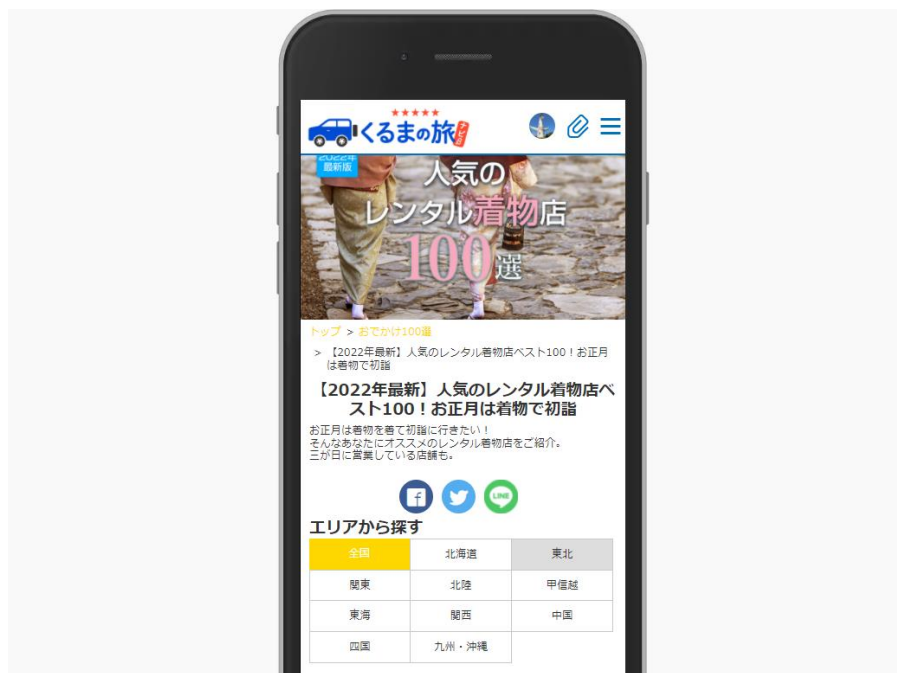 ★★★★★
くるまの旅ナビ
2022年
最新版
人気の
レンタル着物店
100選
トップ > おでかけ100選
> 【2022年最新】人気のレンタル着物店ベスト100！お正月
は着物で初詣
【2022年最新】人気のレンタル着物店ベ
スト100！お正月は着物で初詣
お正月は着物を着て初詣に行きたい！
そんなあなたにオススメのレンタル着物店をご紹介。
三が日に営業している店舗も。
LINE
エリアから探す
全国 北海道 東北
関東 北陸 甲信越
東海 関西 中国
四国 九州・沖縄